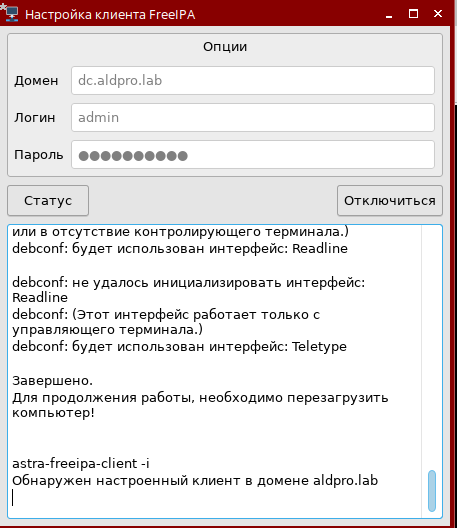 Настройка клиента FreeIPA
Опции
Домен dc.aldpro.lab
Логин admin
Пароль ●●●●●●●●●●
Статус Отключиться
или в отсутствие контролирующего терминала.)
debconf: будет использован интерфейс: Readline
debconf: не удалось инициализировать интерфейс:
Readline
debconf: (Этот интерфейс работает только с
управляющего терминала.)
debconf: будет использован интерфейс: Teletype
Завершено.
Для продолжения работы, необходимо перезагрузить
компьютер!
astra-freeipa-client -i
Обнаружен настроенный клиент в домене aldpro.lab